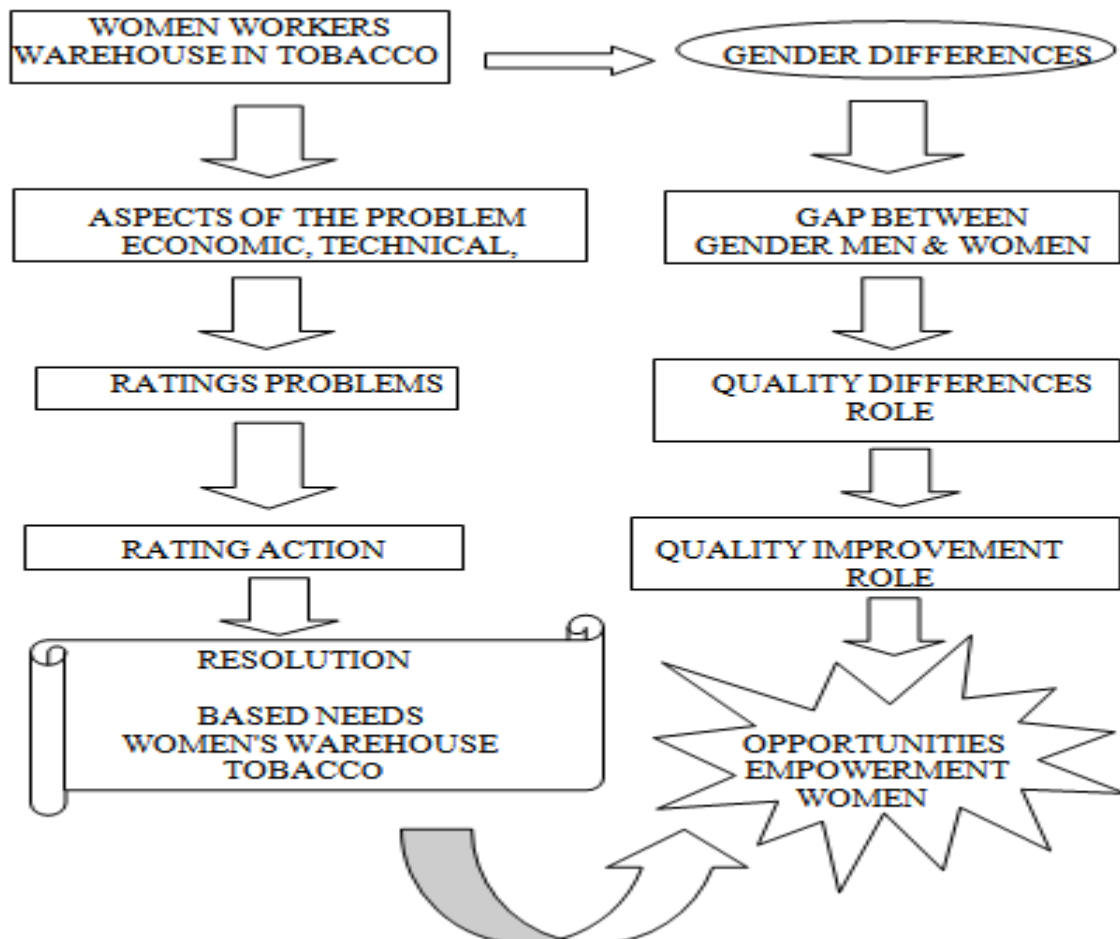 WOMEN WORKERS
WAREHOUSE IN TOBACCO
GENDER DIFFERENCES
ASPECTS OF THE PROBLEM
ECONOMIC, TECHNICAL,
GAP BETWEEN
GENDER MEN & WOMEN
RATINGS PROBLEMS
QUALITY DIFFERENCES
ROLE
RATING ACTION
QUALITY IMPROVEMENT
ROLE
RESOLUTION
BASED NEEDS
WOMEN'S WAREHOUSE
TOBACCO
OPPORTUNITIES
EMPOWERMENT
WOMEN